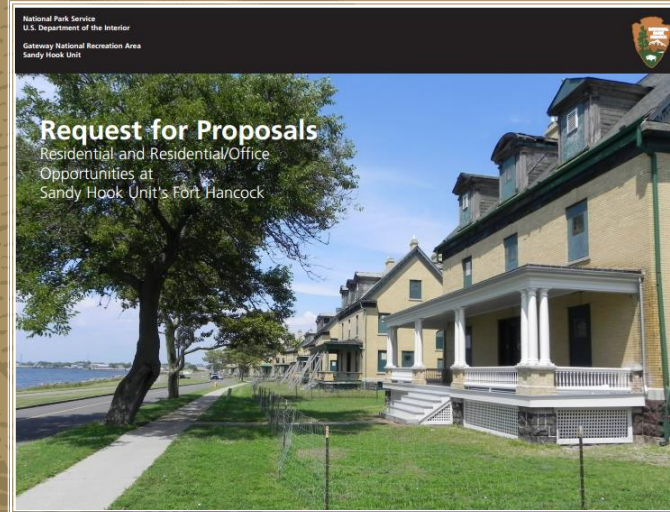 National Park Service
U.S. Department of the Interior
Gateway National Recreation Area
Sandy Hook Unit
Request for Proposals
Residential and Residential/Office
Opportunities at
Sandy Hook Unit's Fort Hancock